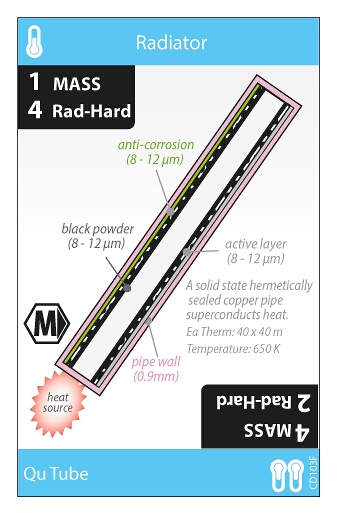 Radiator
1 MASS
4 Rad-Hard
anti-corrosion
(8 - 12 µm)
black powder
(8 - 12 µm)
active layer
(8 - 12 µm)
A solid state hermetically
sealed copper pipe
superconducts heat.
Ea Therm: 40 x 40 m
Temperature: 650 K
M
pipe wall
(0.9mm)
heat
source
4 MASS
2 Rad-Hard
Qu Tube
CD103F